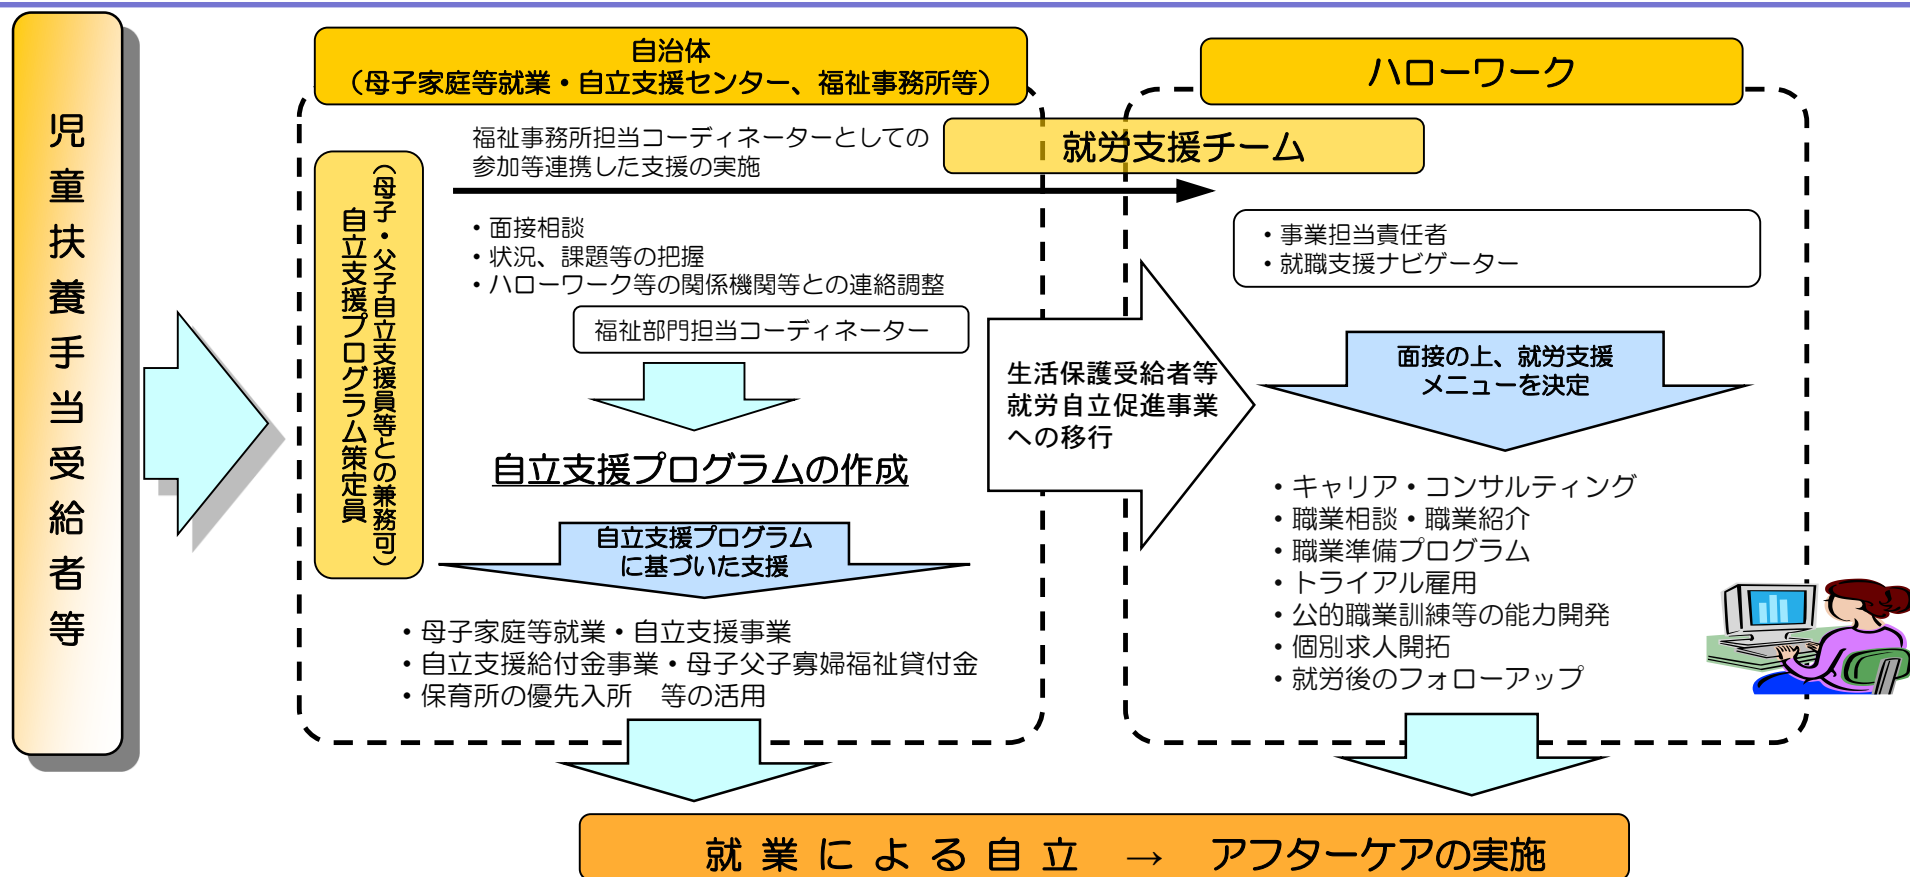 児童扶養手当受給者等
自治体
（母子家庭等就業・自立支援センター、福祉事務所等）
自立支援プログラム策定員
（母子・父子自立支援員等との兼務可）
福祉事務所担当コーディネーターとしての
参加等連携した支援の実施
就労支援チーム
・面接相談
・状況、課題等の把握
・ハローワーク等の関係機関等との連絡調整
福祉部門担当コーディネーター
自立支援プログラムの作成
自立支援プログラム
に基づいた支援
・母子家庭等就業・自立支援事業
・自立支援給付金事業・母子父子寡婦福祉貸付金
・保育所の優先入所　等の活用
生活保護受給者等
就労自立促進事業
への移行
ハローワーク
・事業担当責任者
・就職支援ナビゲーター
面接の上、就労支援
メニューを決定
・キャリア・コンサルティング
・職業相談・職業紹介
・職業準備プログラム
・トライアル雇用
・公的職業訓練等の能力開発
・個別求人開拓
・就労後のフォローアップ
就業による自立　→　アフターケアの実施